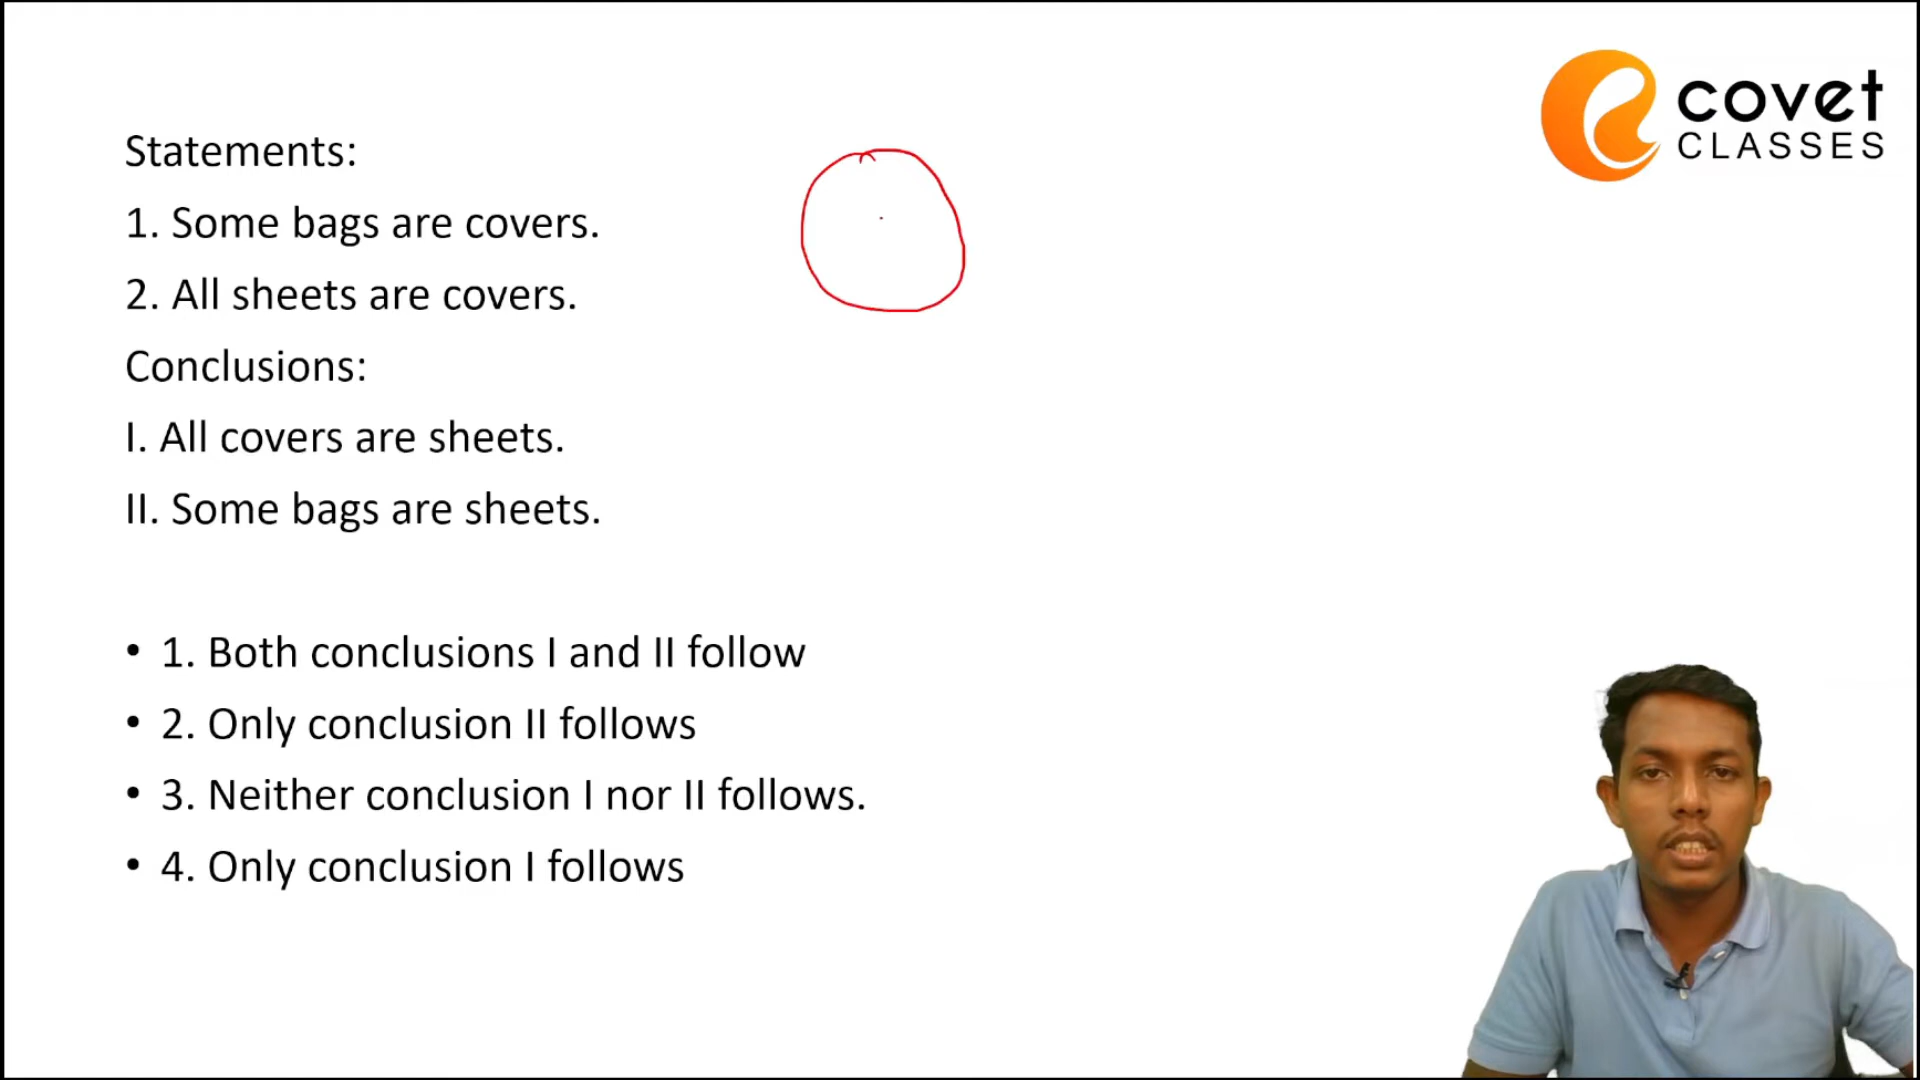 covet
CLASSES
Statements:
1. Some bags are covers.
2. All sheets are covers.
Conclusions:
I. All covers are sheets.
II. Some bags are sheets.
• 1. Both conclusions I and II follow
• 2. Only conclusion II follows
• 3. Neither conclusion I nor II follows.
• 4. Only conclusion I follows